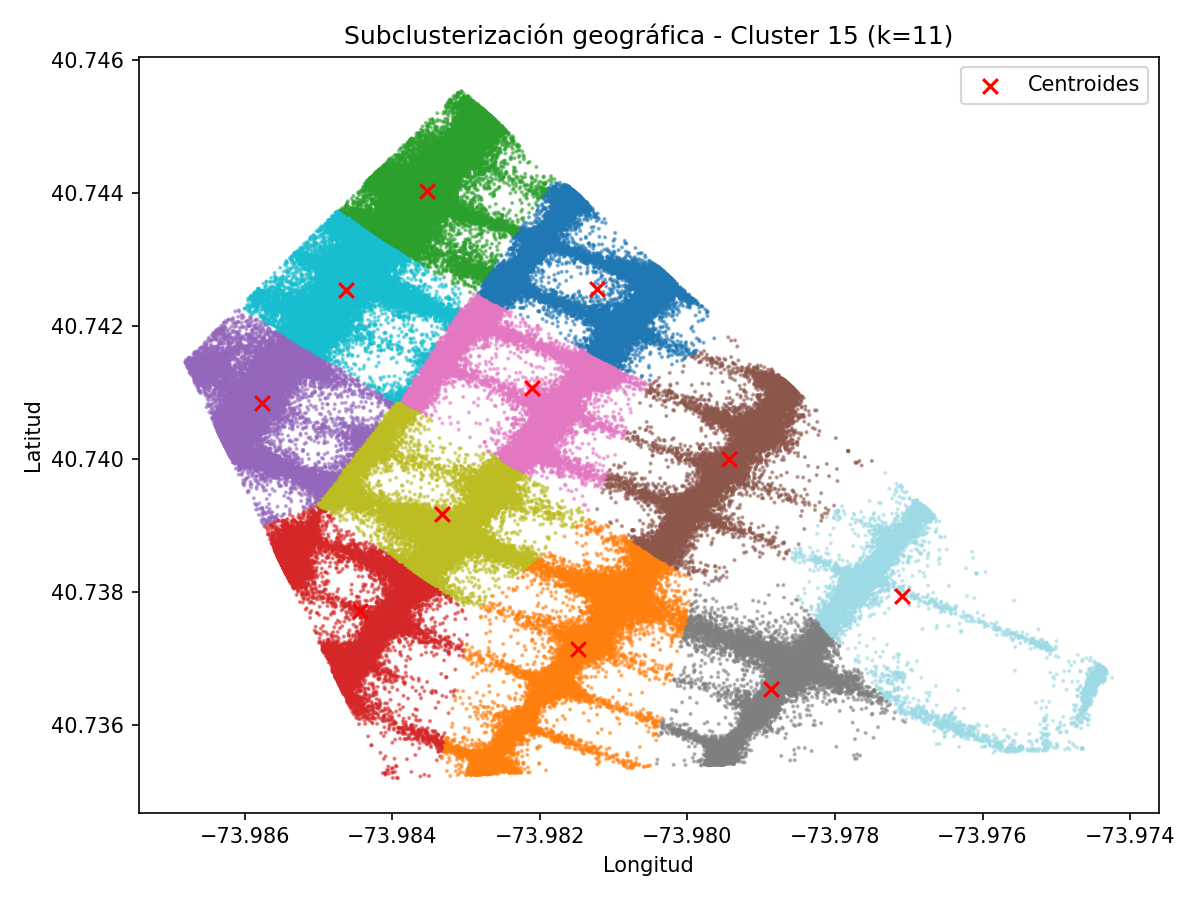 Subclusterización geográfica - Cluster 15 (k=11)
Centroides
Latitud
40.746
40.744
40.742
40.740
40.738
40.736
−73.986 −73.984 −73.982 −73.980 −73.978 −73.976 −73.974
Longitud